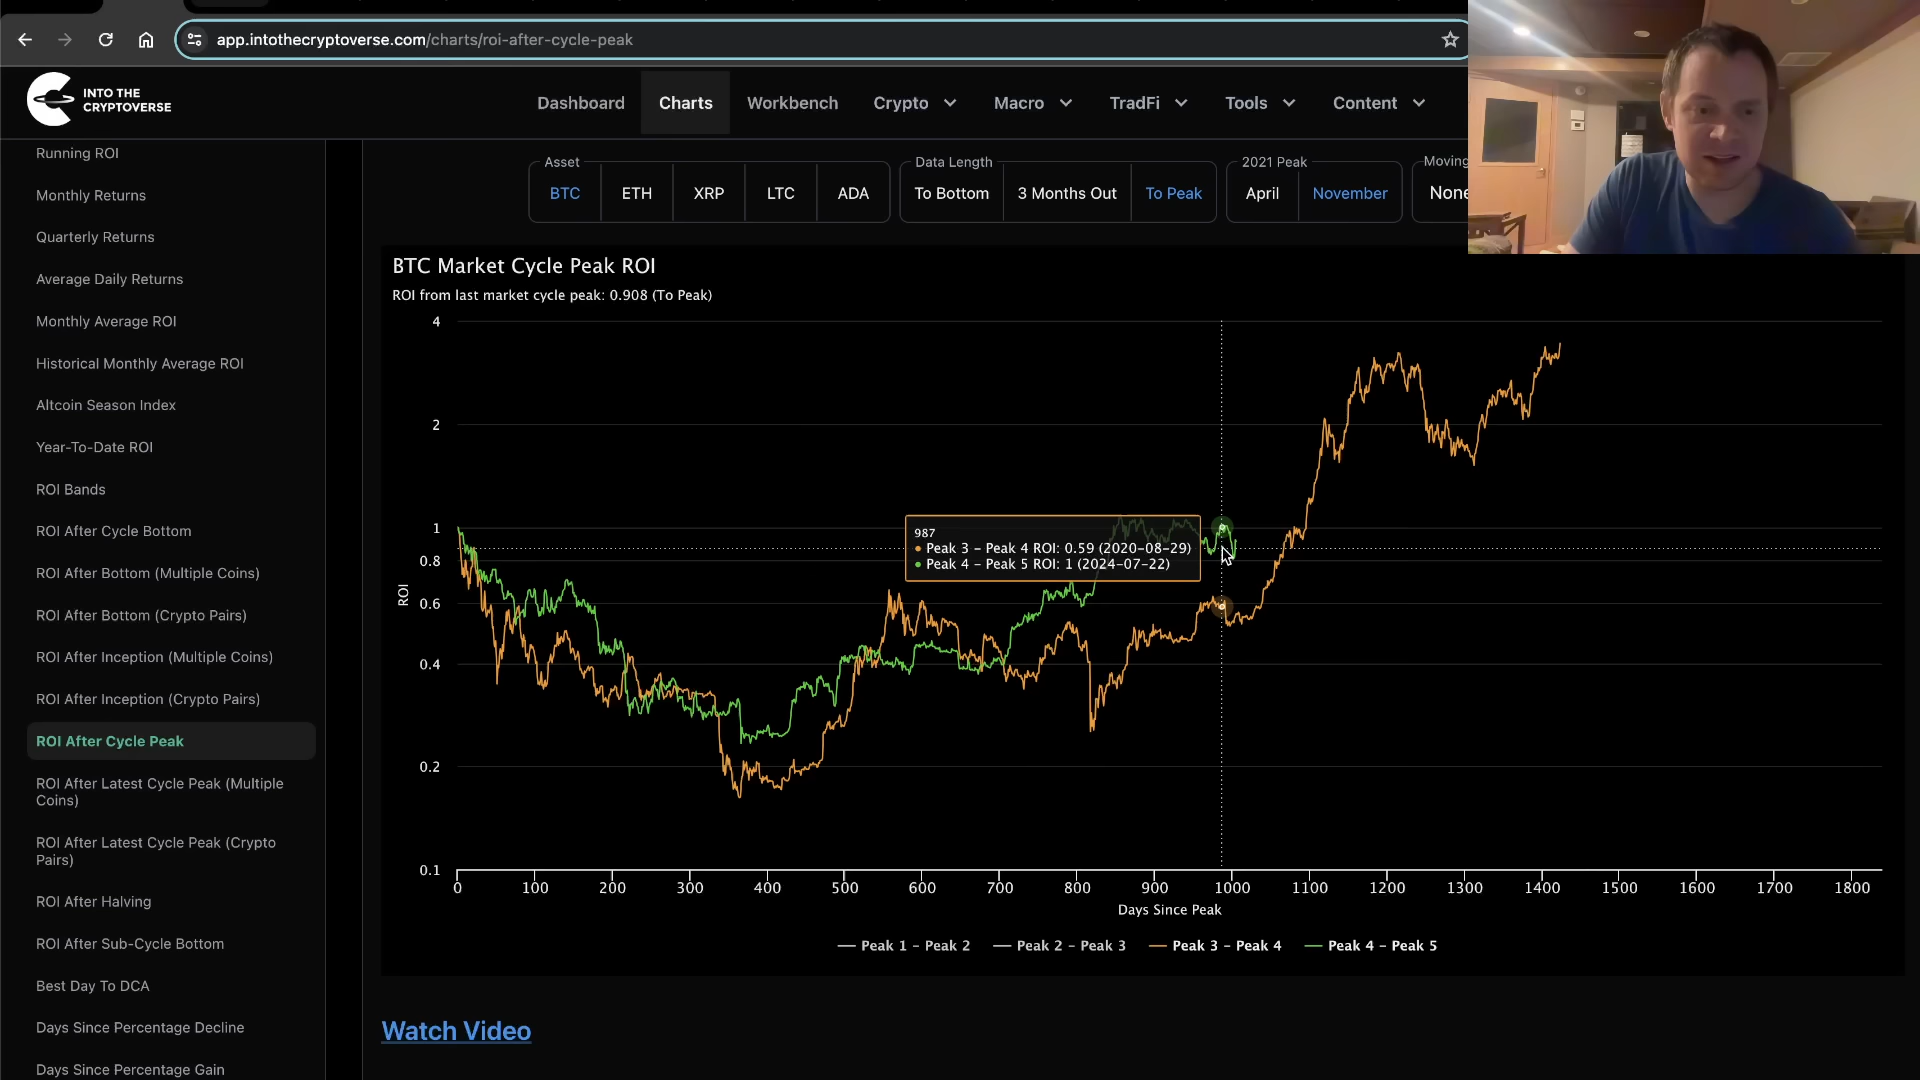 app.intothecryptoverse.com/charts/roi-after-cycle-peak
INTO THE
CRYPTOVERSE
Dashboard
Charts
Workbench
Crypto
Macro
TradFi
Tools
Content
Running ROI
Monthly Returns
Quarterly Returns
Average Daily Returns
Monthly Average ROI
Historical Monthly Average ROI
Altcoin Season Index
Year-To-Date ROI
ROI Bands
ROI After Cycle Bottom
ROI After Bottom (Multiple Coins)
ROI After Bottom (Crypto Pairs)
ROI After Inception (Multiple Coins)
ROI After Inception (Crypto Pairs)
ROI After Cycle Peak
ROI After Latest Cycle Peak (Multiple
Coins)
ROI After Latest Cycle Peak (Crypto
Pairs)
ROI After Halving
ROI After Sub-Cycle Bottom
Best Day To DCA
Days Since Percentage Decline
Days Since Percentage Gain
Asset
BTC
ETH
XRP
LTC
ADA
Data Length
To Bottom
3 Months Out
To Peak
2021 Peak
April
November
Moving
None
BTC Market Cycle Peak ROI
ROI from last market cycle peak: 0.908 (To Peak)
4
2
1
0.8
0.6
0.4
0.2
0.1
ROI
987
Peak 3 – Peak 4 ROI: 0.59 (2020-08-29)
Peak 4 – Peak 5 ROI: 1 (2024-07-22)
0 100 200 300 400 500 600 700 800 900 1000 1100 1200 1300 1400 1500 1600 1700 1800
Days Since Peak
Peak 1 – Peak 2
Peak 2 – Peak 3
Peak 3 – Peak 4
Peak 4 – Peak 5
Watch Video